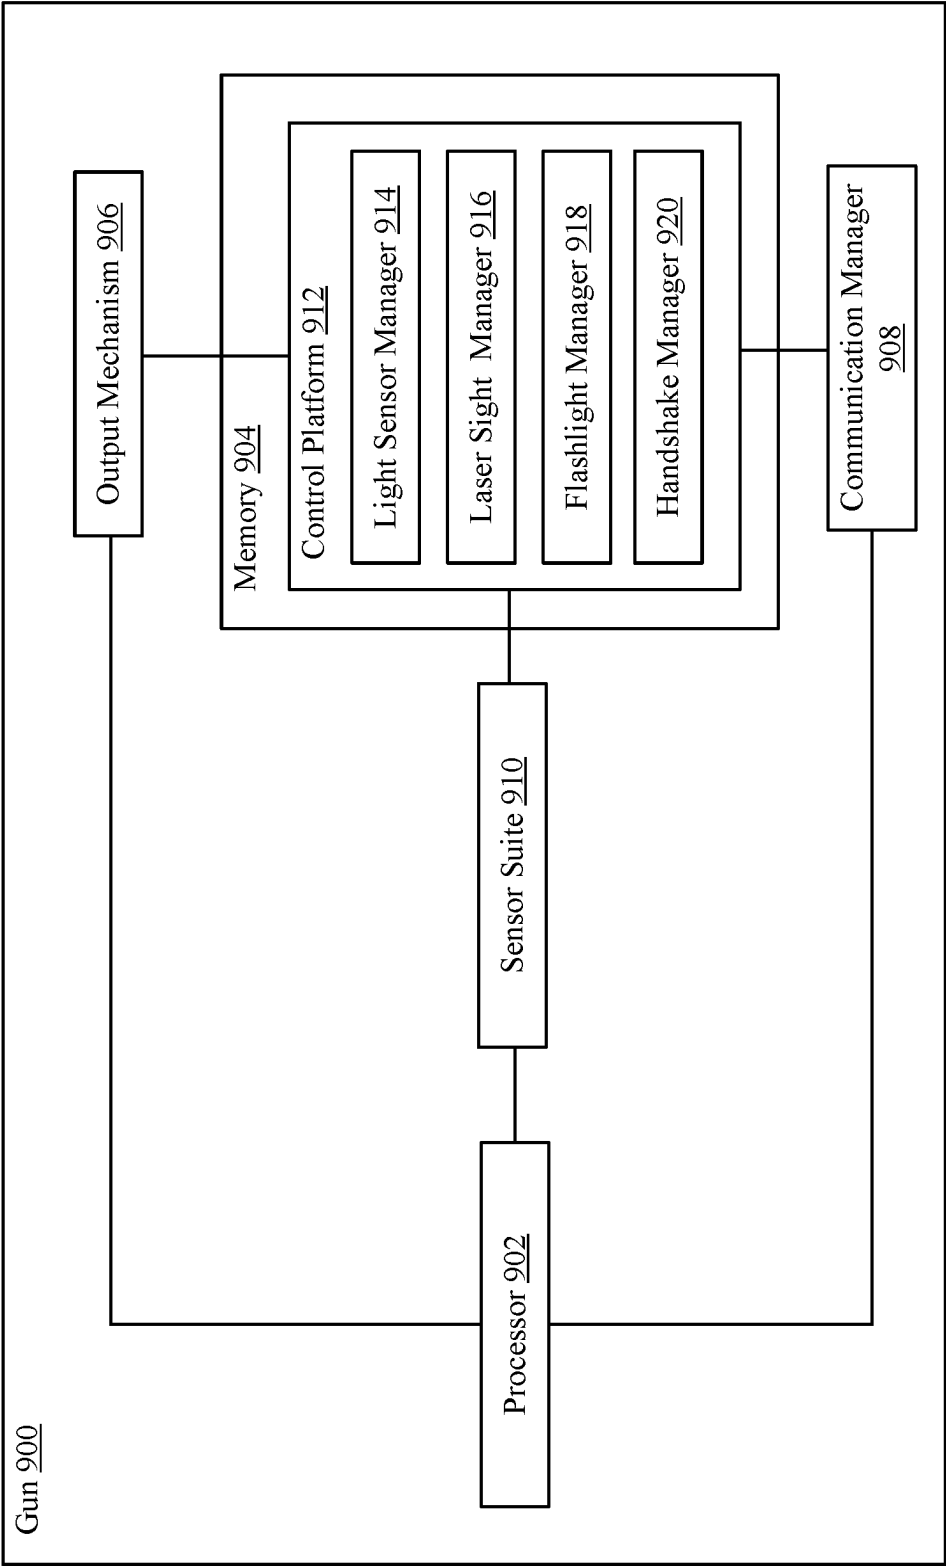 Gun 900
Processor 902
Sensor Suite 910
Output Mechanism 906
Memory 904
Control Platform 912
Light Sensor Manager 914
Laser Sight Manager 916
Flashlight Manager 918
Handshake Manager 920
Communication Manager
908